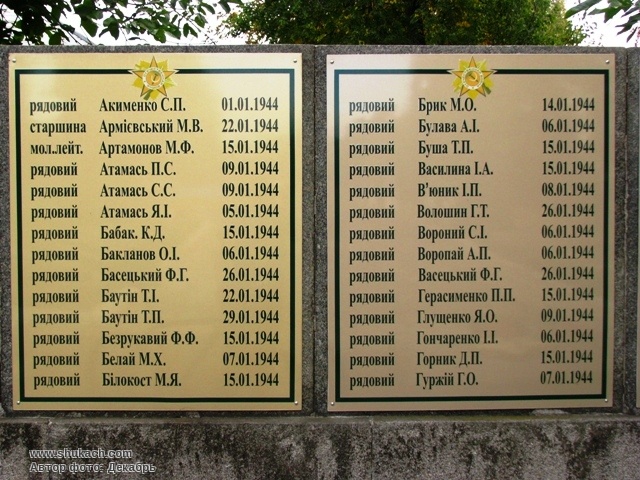 рядовий Акименко С.П. 01.01.1944
старшина Армієвський М.В. 22.01.1944
мол.лейт. Артамонов М.Ф. 15.01.1944
рядовий Атамась П.С. 09.01.1944
рядовий Атамась С.С. 09.01.1944
рядовий Атамась Я.І. 05.01.1944
рядовий Бабак. К.Д. 15.01.1944
рядовий Бакланов О.І. 06.01.1944
рядовий Басецький Ф.Г. 26.01.1944
рядовий Баутін Т.І. 22.01.1944
рядовий Баутін Т.П. 29.01.1944
рядовий Безрукавий Ф.Ф. 15.01.1944
рядовий Белай М.Х. 07.01.1944
рядовий Білокост М.Я. 15.01.1944
рядовий Брик М.О. 14.01.1944
рядовий Булава А.І. 06.01.1944
рядовий Буша Т.П. 15.01.1944
рядовий Василина І.А. 15.01.1944
рядовий В'юник І.П. 08.01.1944
рядовий Волошин Г.Т. 26.01.1944
рядовий Вороний С.І. 06.01.1944
рядовий Воропай А.П. 06.01.1944
рядовий Васецький Ф.Г. 26.01.1944
рядовий Герасименко П.П. 15.01.1944
рядовий Глущенко Я.О. 09.01.1944
рядовий Гончаренко І.І. 06.01.1944
рядовий Горник Д.П. 15.01.1944
рядовий Гуржій Г.О. 07.01.1944
www.shukach.com
Автор фото: Декабрь